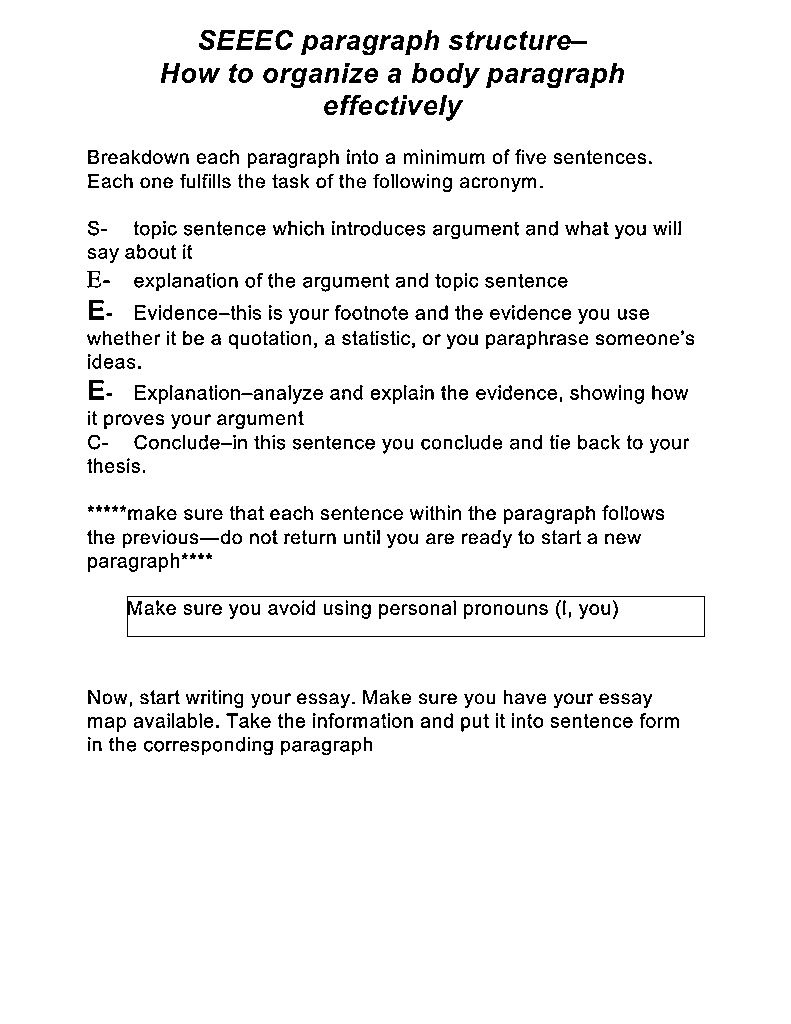 SEEEC paragraph structure–
How to organize a body paragraph
effectively
Breakdown each paragraph into a minimum of five sentences.
Each one fulfills the task of the following acronym.
S- topic sentence which introduces argument and what you will
say about it
E- explanation of the argument and topic sentence
E- Evidence–this is your footnote and the evidence you use
whether it be a quotation, a statistic, or you paraphrase someone's
ideas.
E- Explanation–analyze and explain the evidence, showing how
it proves your argument
C- Conclude–in this sentence you conclude and tie back to your
thesis.
*****make sure that each sentence within the paragraph follows
the previous—do not return until you are ready to start a new
paragraph****
Make sure you avoid using personal pronouns (I, you)
Now, start writing your essay. Make sure you have your essay
map available. Take the information and put it into sentence form
in the corresponding paragraph